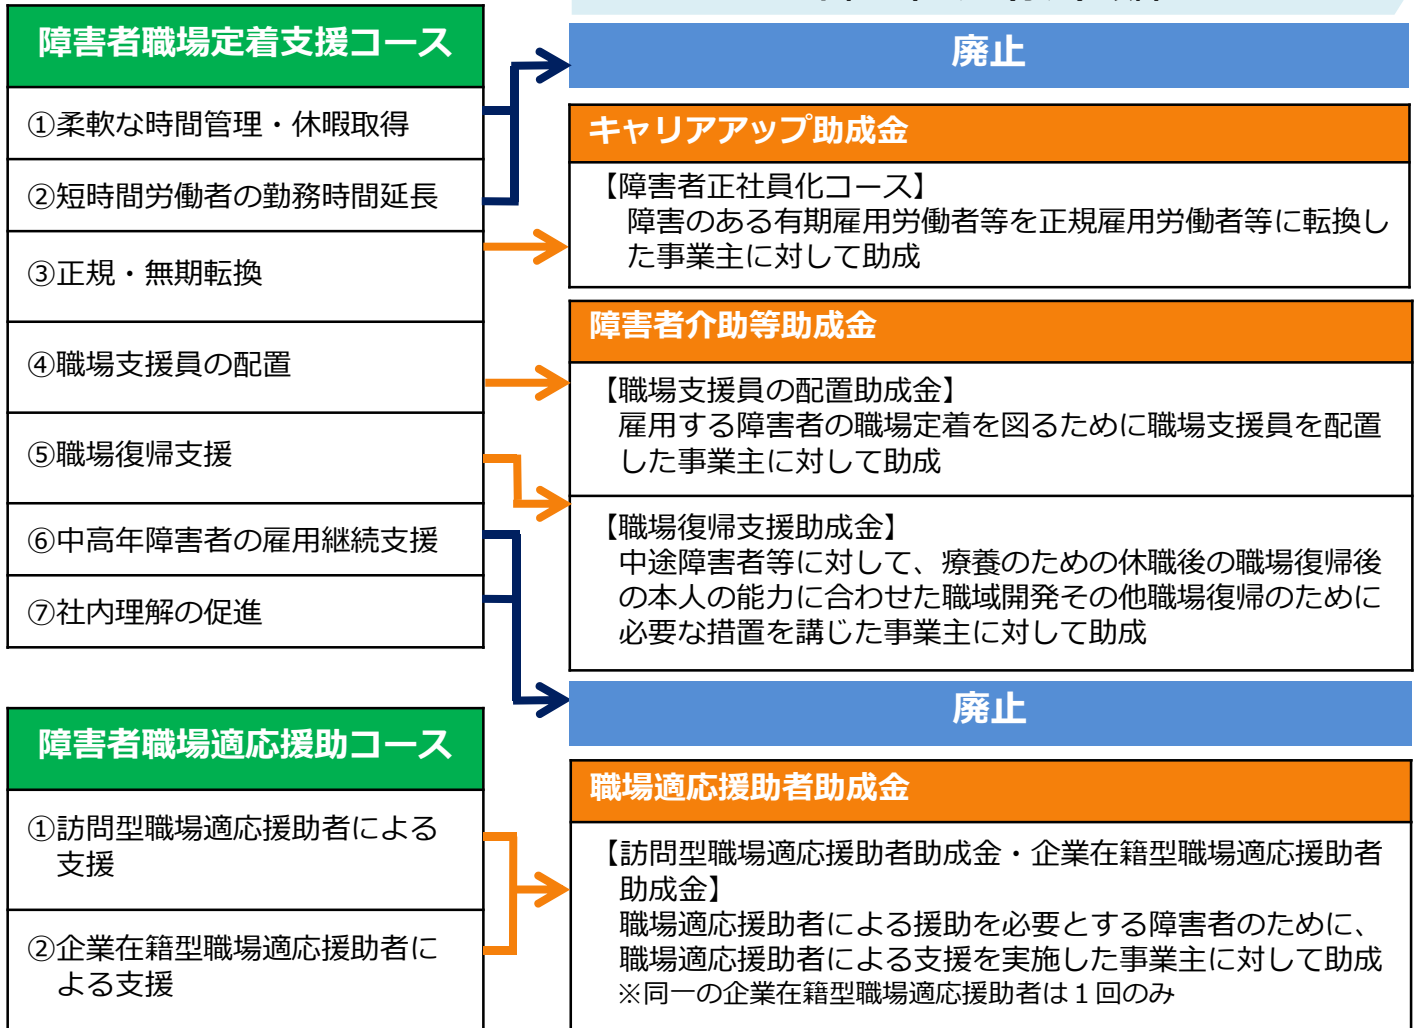 障害者職場定着支援コース
①柔軟な時間管理・休暇取得
②短時間労働者の勤務時間延長
③正規・無期転換
④職場支援員の配置
⑤職場復帰支援
⑥中高年障害者の雇用継続支援
⑦社内理解の促進
廃止
キャリアアップ助成金
【障害者正社員化コース】
障害のある有期雇用労働者等を正規雇用労働者等に転換し
た事業主に対して助成
障害者介助等助成金
【職場支援員の配置助成金】
雇用する障害者の職場定着を図るために職場支援員を配置
した事業主に対して助成
【職場復帰支援助成金】
中途障害者等に対して、療養のための休職後の職場復帰後
の本人の能力に合わせた職域開発その他職場復帰のために
必要な措置を講じた事業主に対して助成
廃止
障害者職場適応援助コース
①訪問型職場適応援助者による
支援
②企業在籍型職場適応援助者に
よる支援
職場適応援助者助成金
【訪問型職場適応援助者助成金・企業在籍型職場適応援助者
助成金】
職場適応援助者による援助を必要とする障害者のために、
職場適応援助者による支援を実施した事業主に対して助成
※同一の企業在籍型職場適応援助者は１回のみ